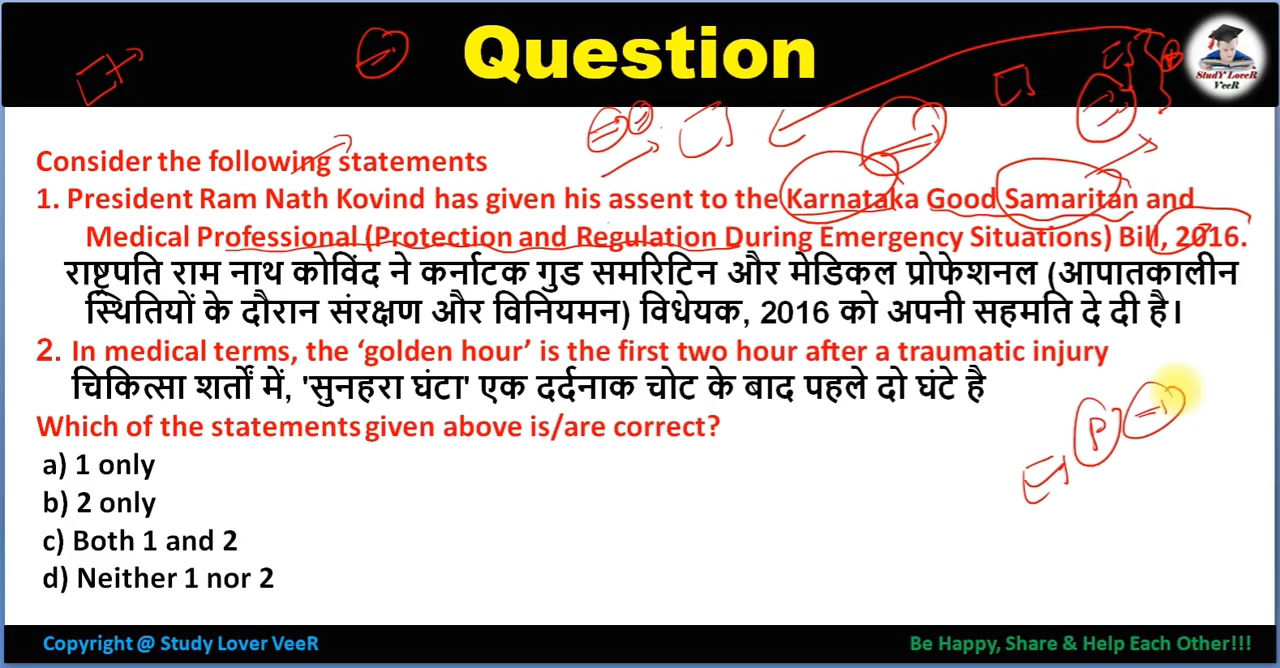 Question
StudY LoveR
VeeR
Consider the following statements
1. President Ram Nath Kovind has given his assent to the Karnataka Good Samaritan and
Medical Professional (Protection and Regulation During Emergency Situations) Bill, 2016.
राष्ट्रपति राम नाथ कोविंद ने कर्नाटक गुड समरिटिन और मेडिकल प्रोफेशनल (आपातकालीन
स्थितियों के दौरान संरक्षण और विनियमन) विधेयक, 2016 को अपनी सहमति दे दी है।
2. In medical terms, the ‘golden hour’ is the first two hour after a traumatic injury
चिकित्सा शर्तों में, 'सुनहरा घंटा' एक दर्दनाक चोट के बाद पहले दो घंटे है
Which of the statements given above is/are correct?
P
a) 1 only
b) 2 only
c) Both 1 and 2
d) Neither 1 nor 2
Copyright @ Study Lover VeeR
Be Happy, Share & Help Each Other!!!